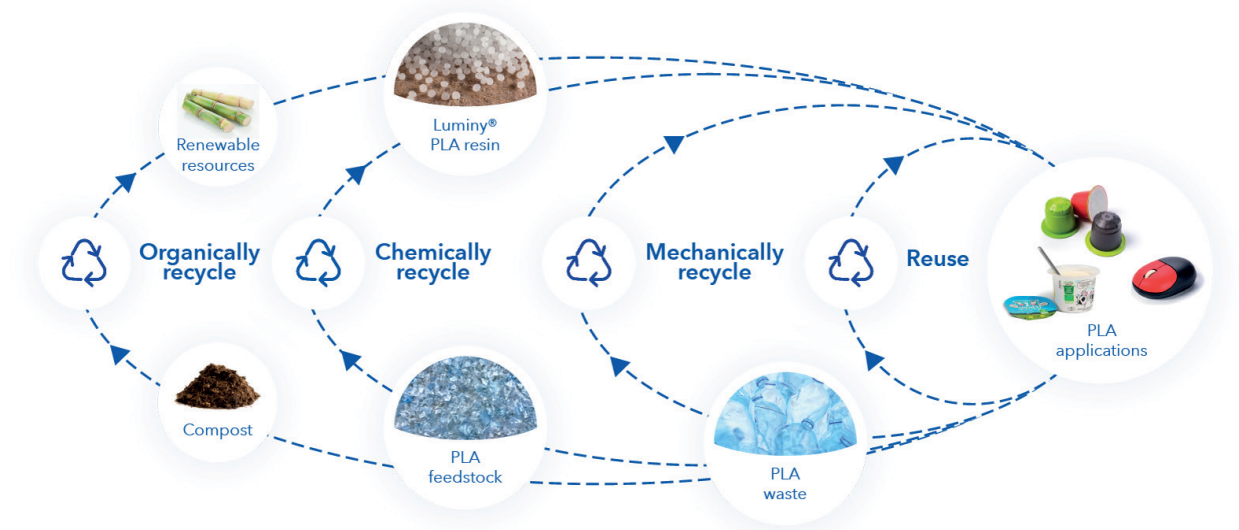 Renewable
resources
Luminy®
PLA resin
Organically
recycle
Chemically
recycle
Mechanically
recycle
Reuse
PLA
applications
Compost
PLA
feedstock
PLA
waste